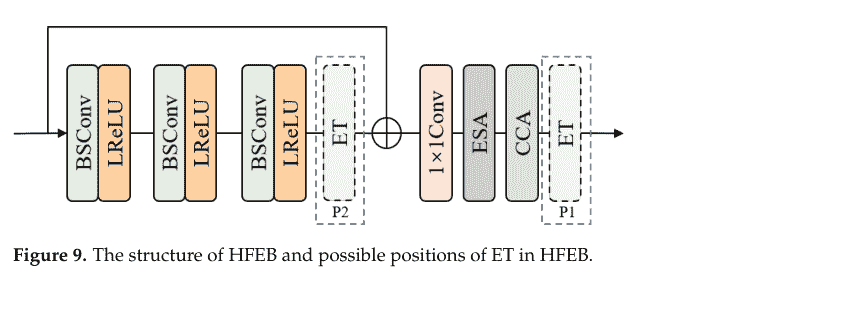 BSConv
LReLU
BSConv
LReLU
BSConv
LReLU
ET
P2
1×1Conv
ESA
CCA
ET
P1
Figure 9. The structure of HFEB and possible positions of ET in HFEB.